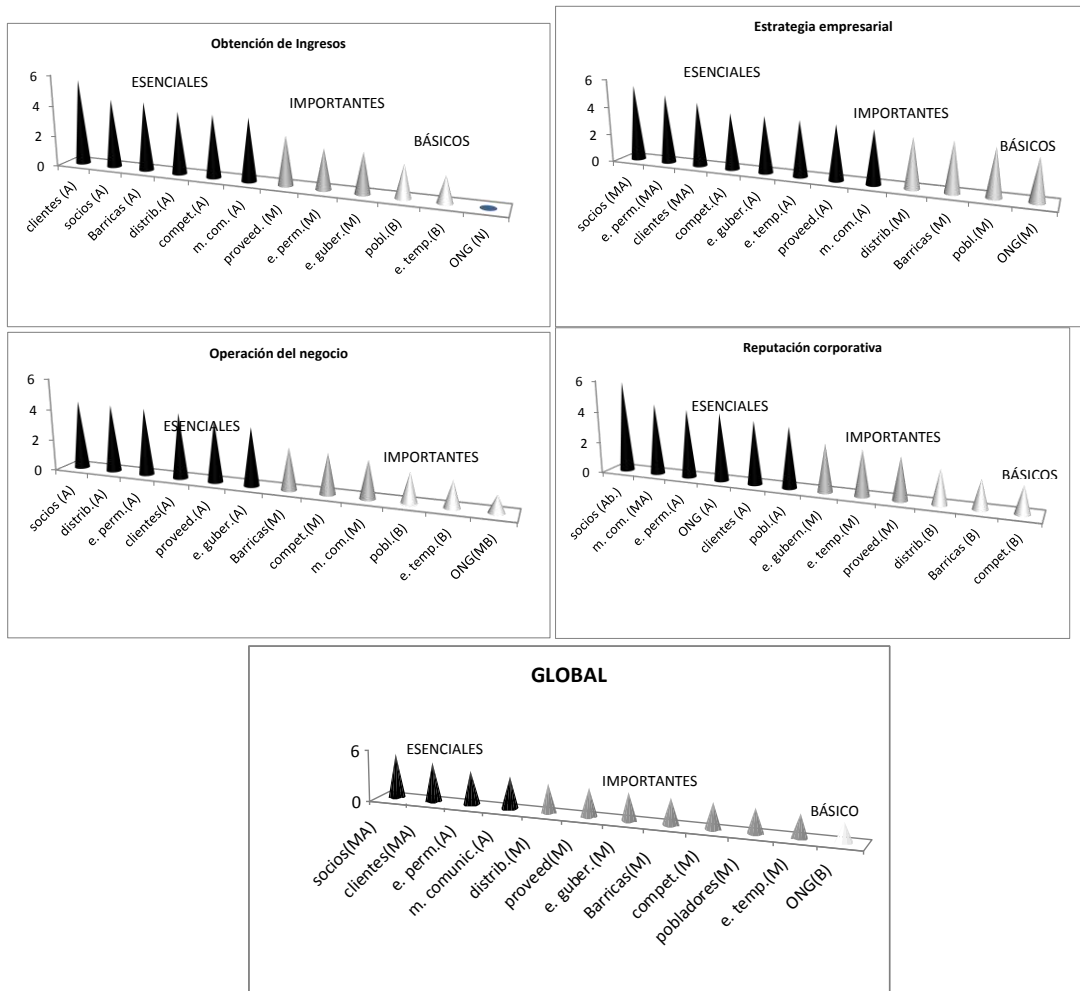 Obtención de Ingresos
ESENCIALES
IMPORTANTES
BÁSICOS
6
4
2
0
clientes (A)
socios (A)
Barricas (A)
distrib.(A)
compet.(A)
m. com.(A)
proveed.(M)
e. perm.(M)
e. guber.(M)
pobl.(B)
e. temp.(B)
ONG (N)
Estrategia empresarial
ESENCIALES
IMPORTANTES
BÁSICOS
6
4
2
0
socios (MA)
e. perm.(MA)
clientes (MA)
compet.(A)
e. guber.(A)
e. temp.(A)
proveed.(A)
m. com.(A)
distrib.(M)
Barricas (M)
pobl.(M)
ONG(M)
Operación del negocio
ESENCIALES
IMPORTANTES
6
4
2
0
socios (A)
distrib.(A)
e. perm.(A)
clientes(A)
proveed.(A)
e. guber.(A)
Barricas(M)
compet.(M)
m. com.(M)
pobl.(B)
e. temp.(B)
ONG(MB)
Reputación corporativa
ESENCIALES
IMPORTANTES
BÁSICOS
6
4
2
0
socios (Ab.)
m. com. (MA)
e. perm.(A)
ONG (A)
clientes (A)
pobl.(A)
e. gubern.(M)
e. temp.(M)
proveed.(M)
distrib.(B)
Barricas (B)
compet.(B)
GLOBAL
ESENCIALES
IMPORTANTES
BÁSICO
6
0
socios(MA)
clientes(MA)
e. perm.(A)
m. comunic.(A)
distrib.(M)
proveed(M)
e. guber.(M)
Barricas(M)
compet.(M)
pobladores(M)
e. temp.(M)
ONG(B)